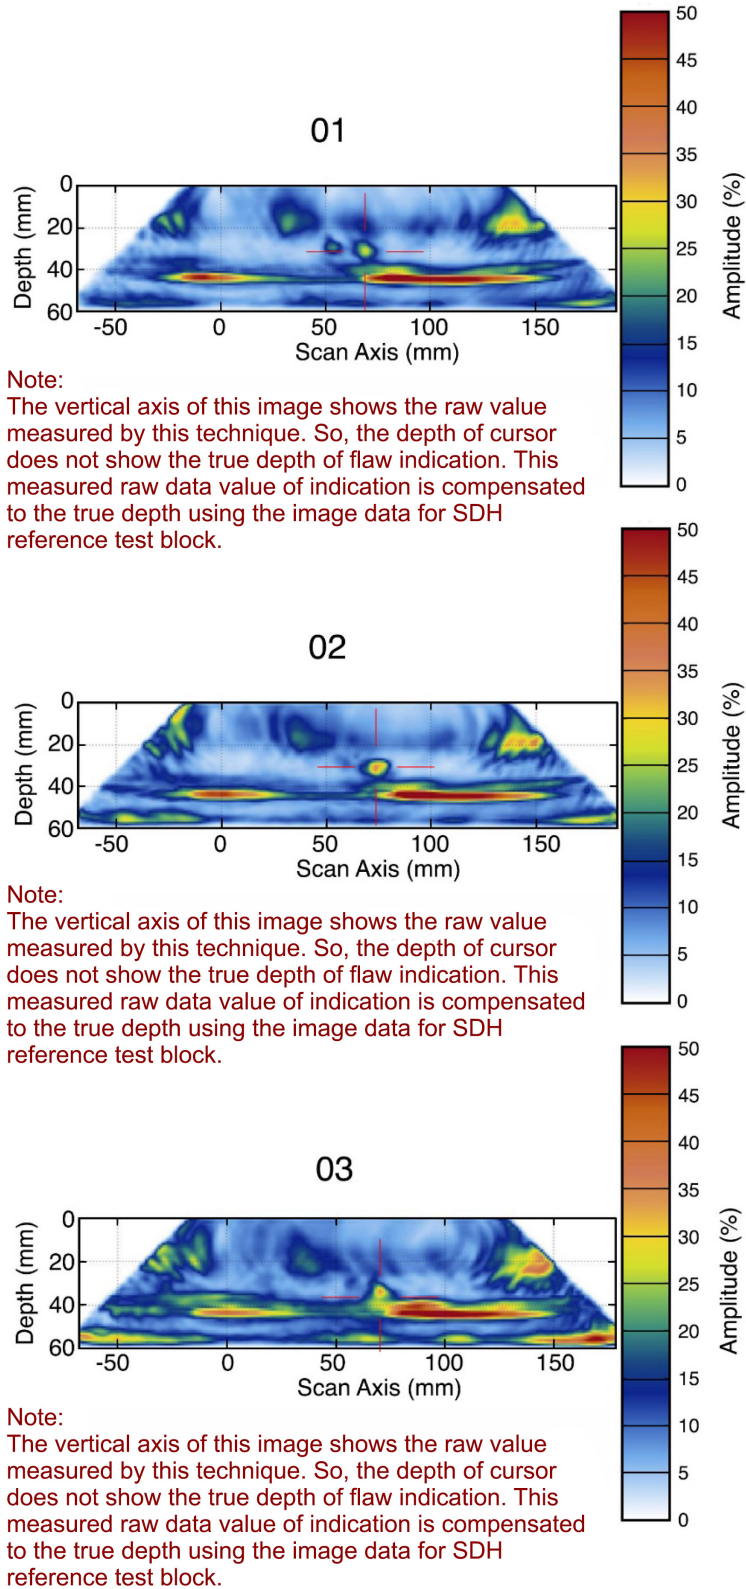 50
45
40
35
30
25
20
15
10
5
0
Amplitude (%)
01
0
20
40
60
Depth (mm)
-50 0 50 100 150
Scan Axis (mm)
Note:
The vertical axis of this image shows the raw value
measured by this technique. So, the depth of cursor
does not show the true depth of flaw indication. This
measured raw data value of indication is compensated
to the true depth using the image data for SDH
reference test block.
50
45
40
35
30
25
20
15
10
5
0
Amplitude (%)
02
0
20
40
60
Depth (mm)
-50 0 50 100 150
Scan Axis (mm)
Note:
The vertical axis of this image shows the raw value
measured by this technique. So, the depth of cursor
does not show the true depth of flaw indication. This
measured raw data value of indication is compensated
to the true depth using the image data for SDH
reference test block.
50
45
40
35
30
25
20
15
10
5
0
Amplitude (%)
03
0
20
40
60
Depth (mm)
-50 0 50 100 150
Scan Axis (mm)
Note:
The vertical axis of this image shows the raw value
measured by this technique. So, the depth of cursor
does not show the true depth of flaw indication. This
measured raw data value of indication is compensated
to the true depth using the image data for SDH
reference test block.